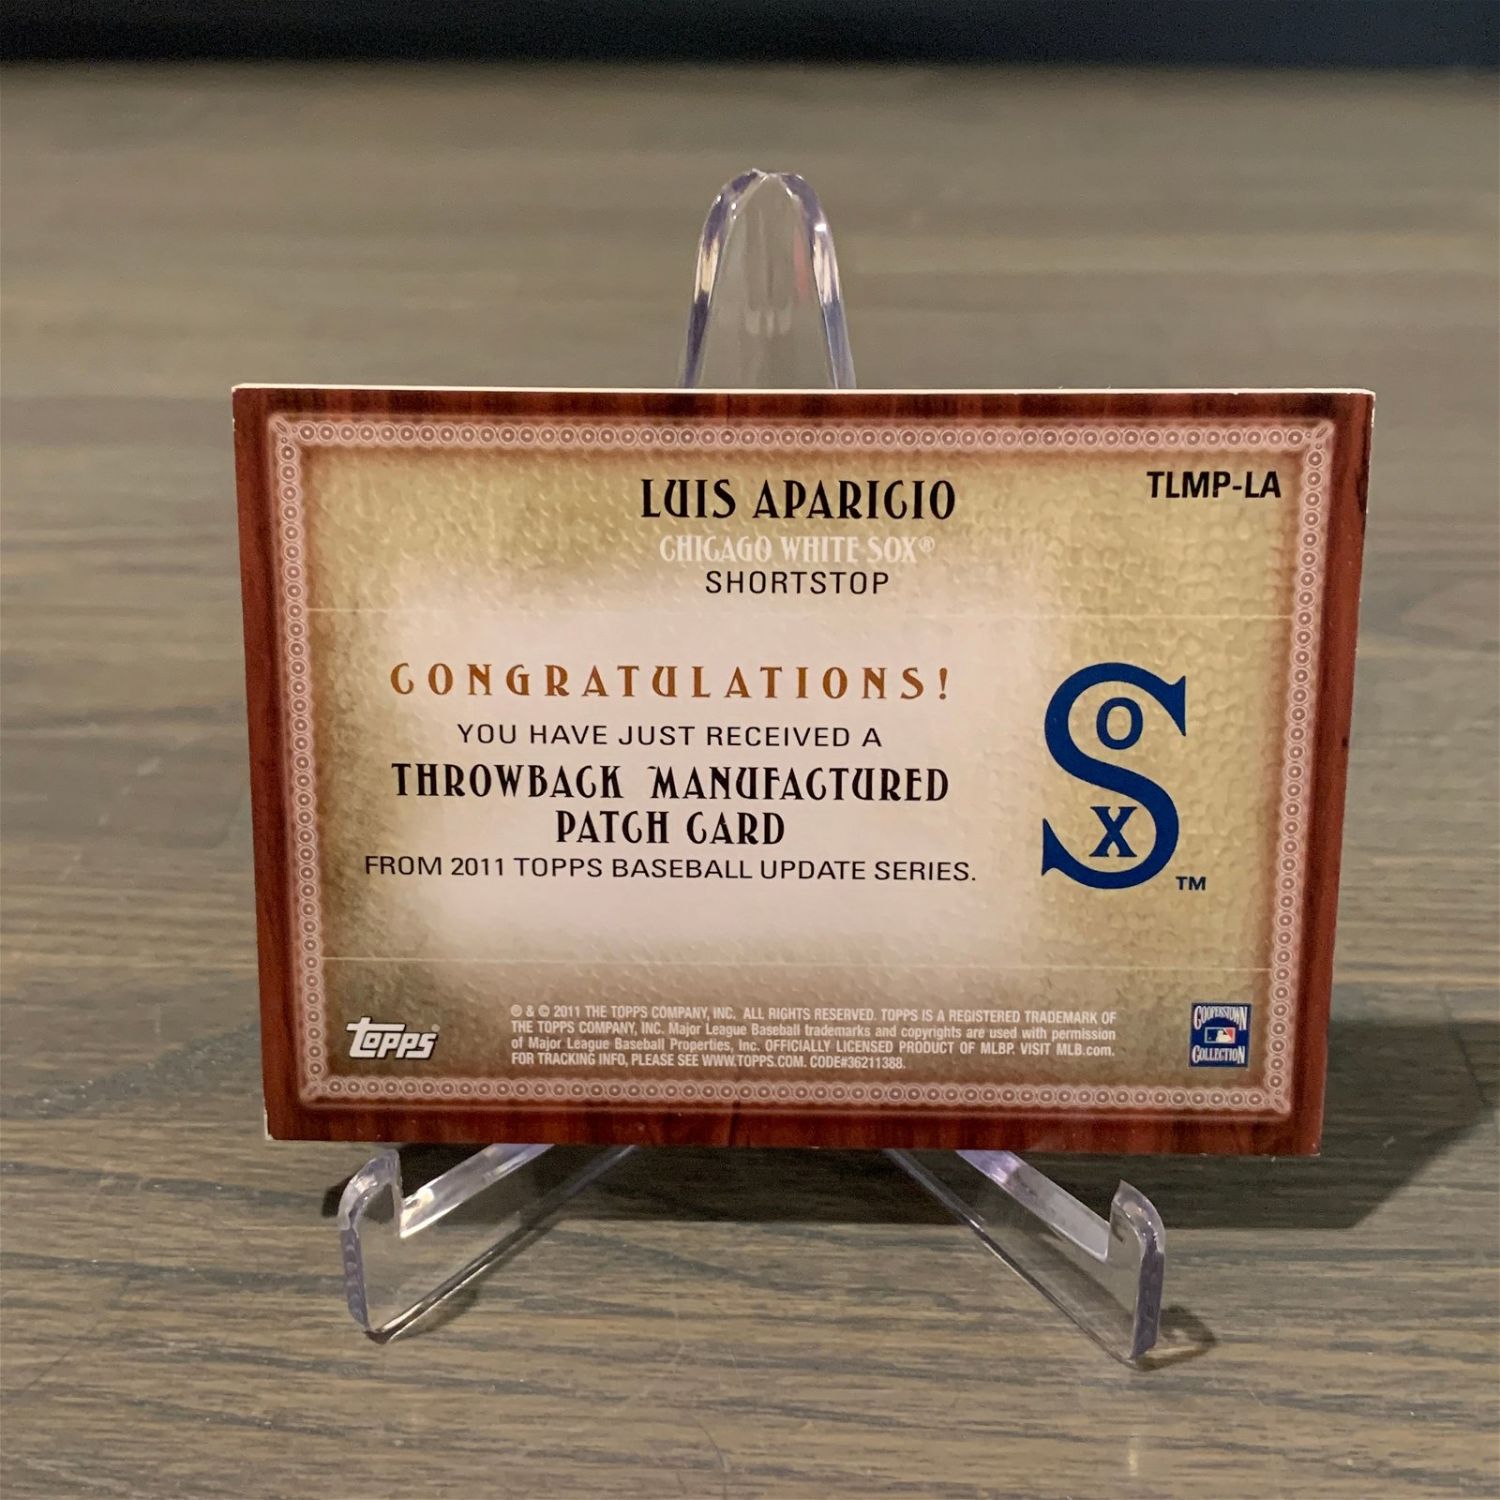 LUIS APARICIO
TLMP-LA
CHICAGO WHITE SOX®
SHORTSTOP
CONGRATULATIONS!
YOU HAVE JUST RECEIVED A
THROWBACK MANUFACTURED
PATCH CARD
FROM 2011 TOPPS BASEBALL UPDATE SERIES.
SOX
TM
topps®
® & © 2011 THE TOPPS COMPANY, INC. ALL RIGHTS RESERVED. TOPPS IS A REGISTERED TRADEMARK OF
THE TOPPS COMPANY, INC. Major League Baseball trademarks and copyrights are used with permission
of Major League Baseball Properties, Inc. OFFICIALLY LICENSED PRODUCT OF MLBP. VISIT MLB.com.
FOR TRACKING INFO, PLEASE SEE WWW.TOPPS.COM. CODE#36211388.
COOPERSTOWN
COLLECTION